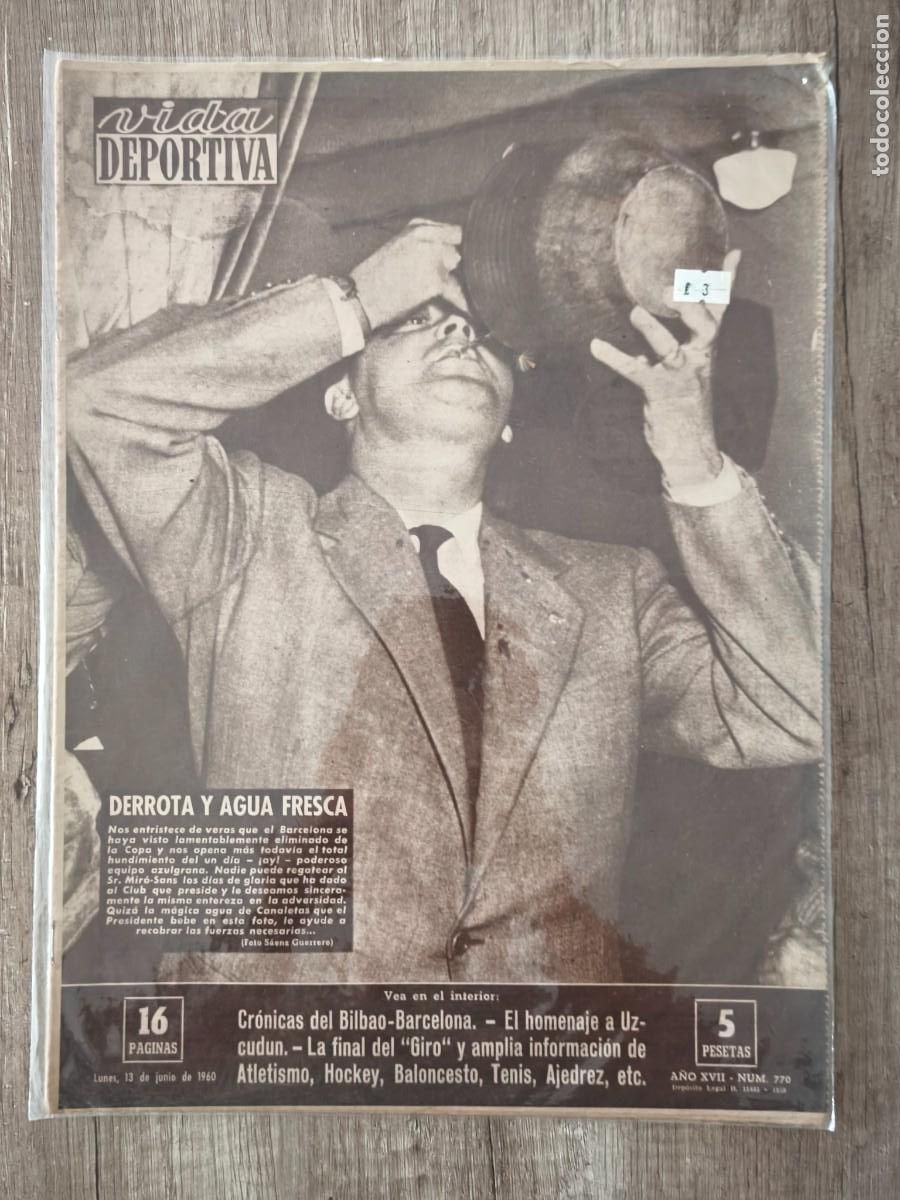 todocoleccion
vida
DEPORTIVA
£ 3
DERROTA Y AGUA FRESCA
Nos entristece de veras que el Barcelona se
haya visto lamentablemente eliminado de
la Copa y nos apena más todavía el total
hundimiento del un día - ¡ay! - poderoso
equipo azulgrana. Nadie puede regatear al
Sr. Miró-Sans los días de gloria que ha dado
al Club que preside y le deseamos sincera-
mente la misma entereza en la adversidad.
Quizá la mágica agua de Canaletas que el
Presidente bebe en esta foto, le ayude a
recobrar las fuerzas necesarias...
(Foto Sáenz Guerrero)
Vea en el interior:
16
PAGINAS
Crónicas del Bilbao-Barcelona. - El homenaje a Uz-
cudun. - La final del "Giro" y amplia información de
Atletismo, Hockey, Baloncesto, Tenis, Ajedrez, etc.
5
PESETAS
Lunes, 13 de junio de 1960
AÑO XVII - NUM. 770
Depósito Legal B. - 1958